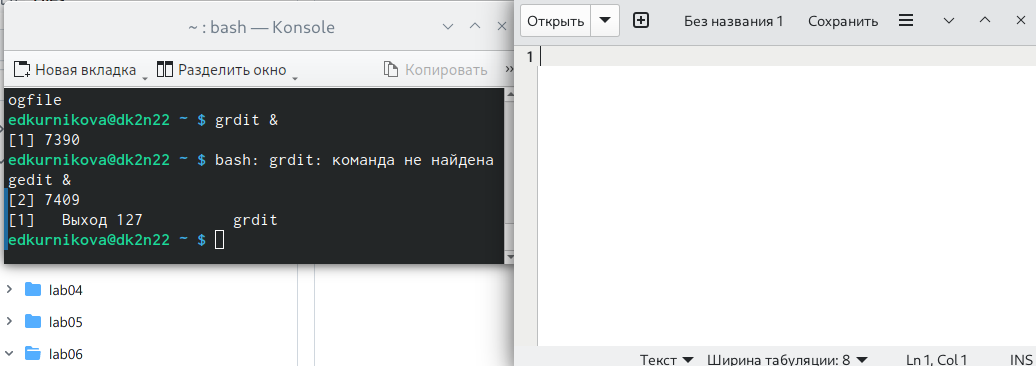 ~ : bash — Konsole
Новая вкладка
Разделить окно
Копировать
»
ogfile
edkurnikova@dk2n22 ~ $ grdit &
[1] 7390
edkurnikova@dk2n22 ~ $ bash: grdit: команда не найдена
gedit &
[2] 7409
[1]   Выход 127          grdit
edkurnikova@dk2n22 ~ $
lab04
lab05
lab06
Открыть
Без названия 1
Сохранить
1
Текст
Ширина табуляции: 8
Ln 1, Col 1
INS